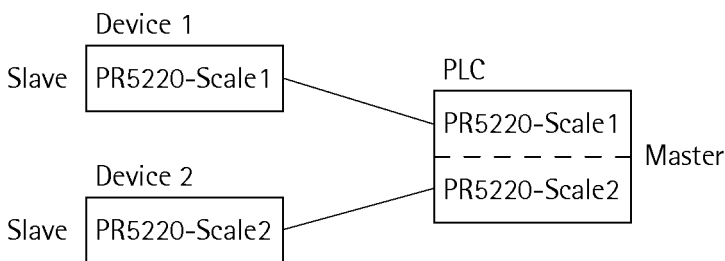 Device 1
Slave
PR5220-Scale1
PLC
PR5220-Scale1
Master
PR5220-Scale2
Device 2
Slave
PR5220-Scale2